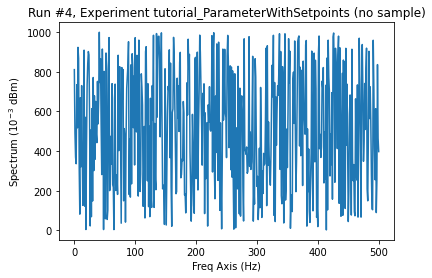 Run #4, Experiment tutorial_ParameterWithSetpoints (no sample)
1000
800
600
400
200
0
Spectrum (10⁻³ dBm)
0 100 200 300 400 500
Freq Axis (Hz)